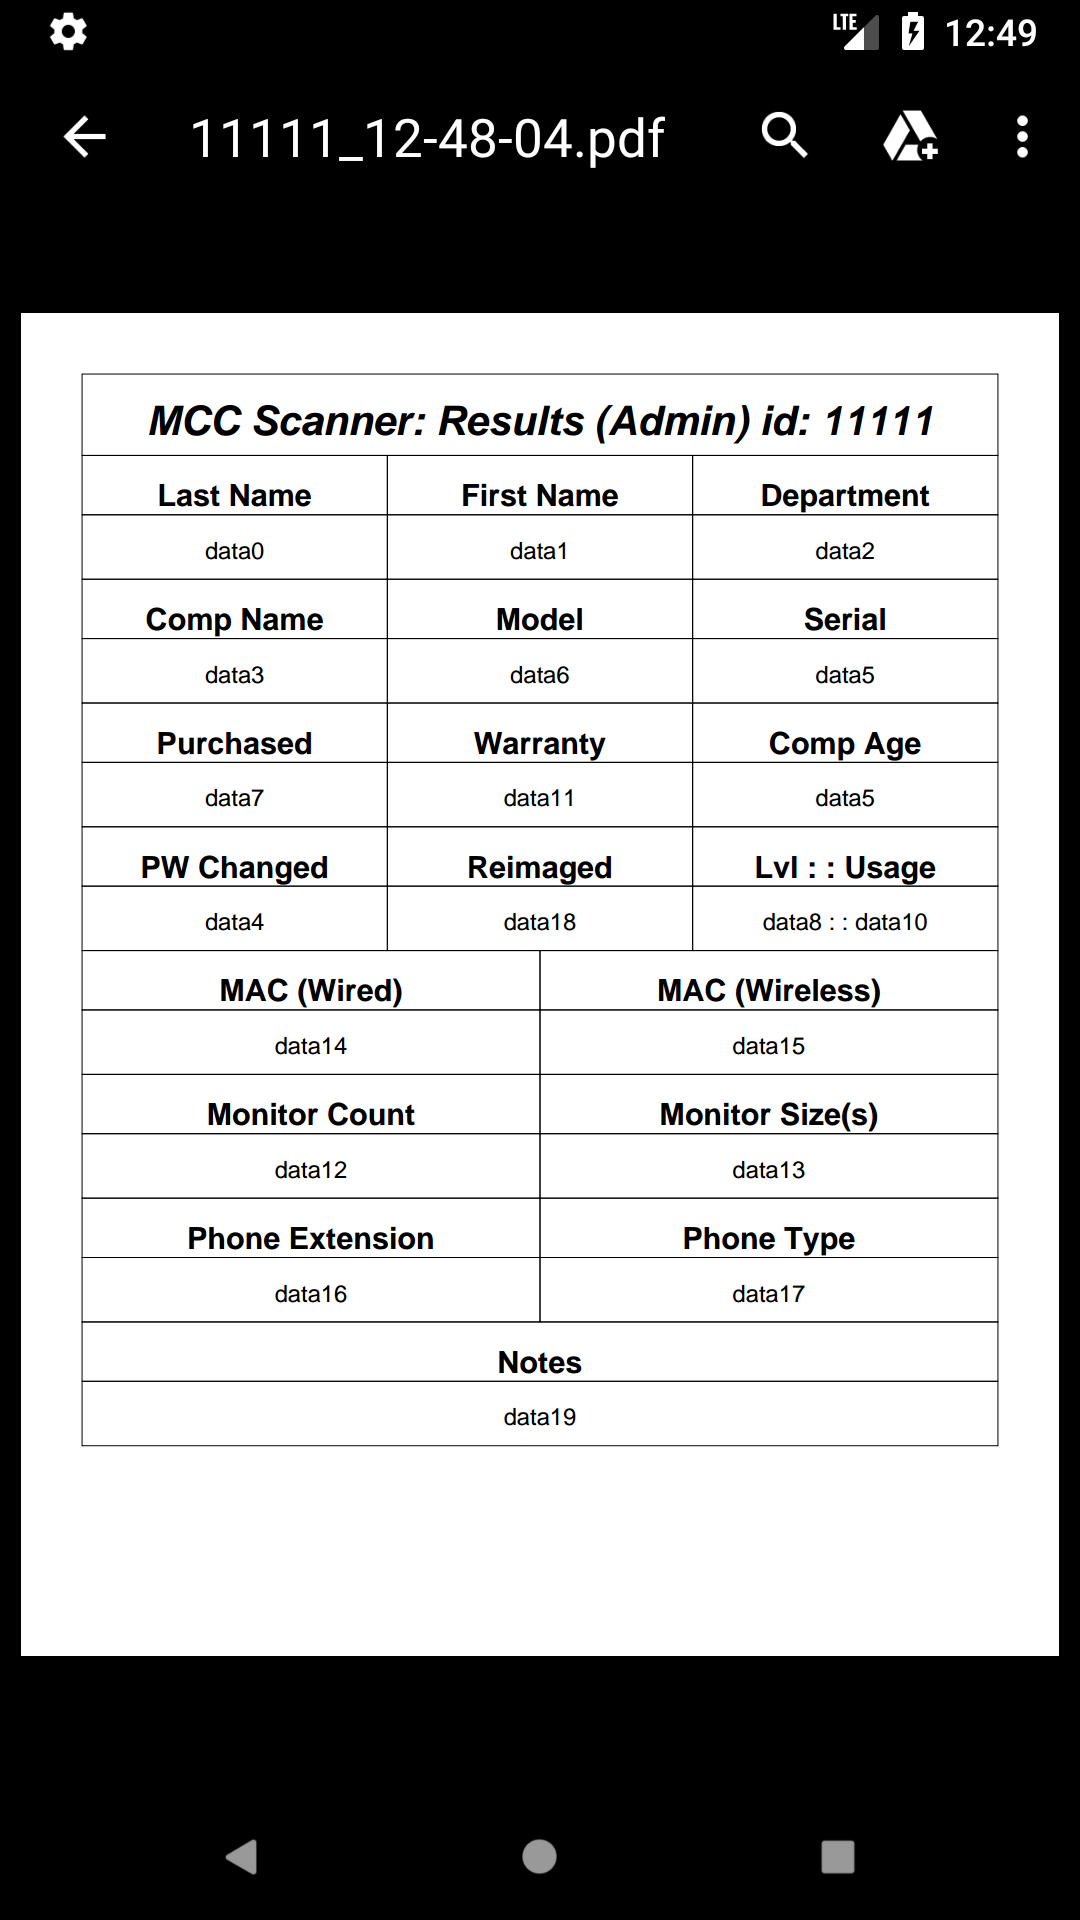 LTE 12:49
11111_12-48-04.pdf
MCC Scanner: Results (Admin) id: 11111
Last Name First Name Department
data0 data1 data2
Comp Name Model Serial
data3 data6 data5
Purchased Warranty Comp Age
data7 data11 data5
PW Changed Reimaged Lvl : : Usage
data4 data18 data8 : : data10
MAC (Wired) MAC (Wireless)
data14 data15
Monitor Count Monitor Size(s)
data12 data13
Phone Extension Phone Type
data16 data17
Notes
data19